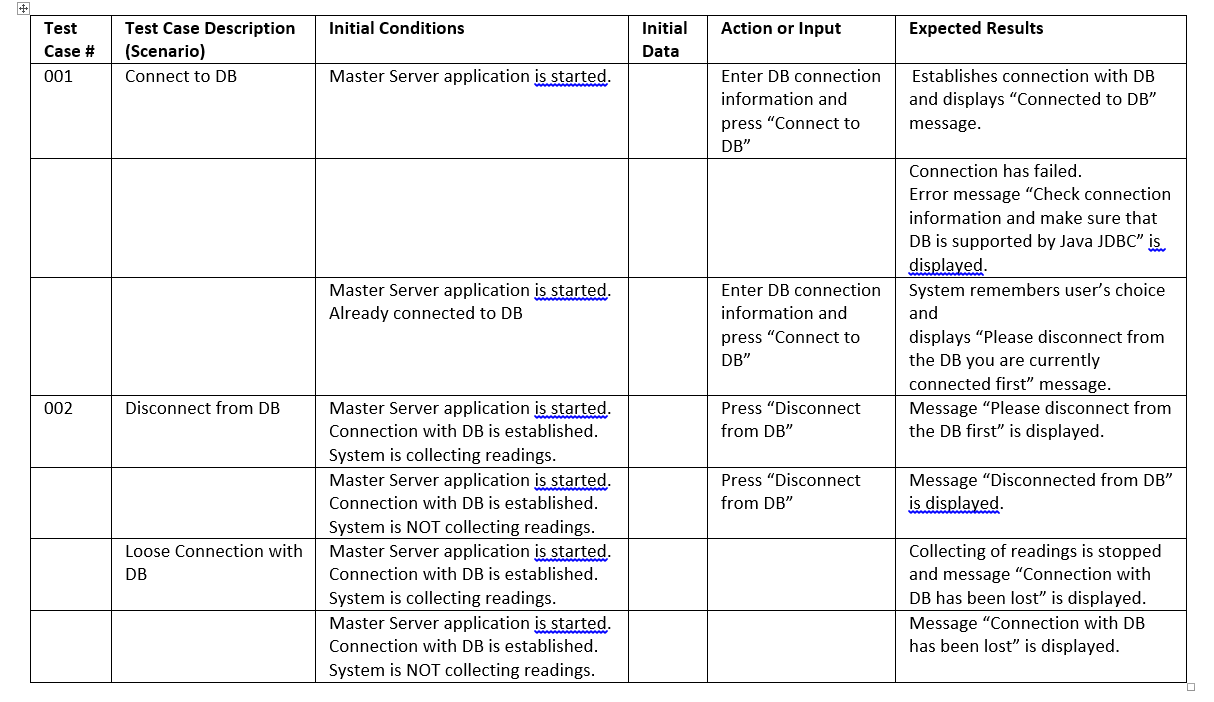 Test Case #
Test Case Description (Scenario)
Initial Conditions
Initial Data
Action or Input
Expected Results
001
Connect to DB
Master Server application is started.
Enter DB connection
information and
press “Connect to
DB”
Establishes connection with DB
and displays “Connected to DB”
message.
Connection has failed.
Error message “Check connection
information and make sure that
DB is supported by Java JDBC” is
displayed.
Master Server application is started.
Already connected to DB
Enter DB connection
information and
press “Connect to
DB”
System remembers user’s choice
and
displays “Please disconnect from
the DB you are currently
connected first” message.
002
Disconnect from DB
Master Server application is started.
Connection with DB is established.
System is collecting readings.
Press “Disconnect
from DB”
Message “Please disconnect from
the DB first” is displayed.
Master Server application is started.
Connection with DB is established.
System is NOT collecting readings.
Press “Disconnect
from DB”
Message “Disconnected from DB”
is displayed.
Loose Connection with
DB
Master Server application is started.
Connection with DB is established.
System is collecting readings.
Collecting of readings is stopped
and message “Connection with
DB has been lost” is displayed.
Master Server application is started.
Connection with DB is established.
System is NOT collecting readings.
Message “Connection with DB
has been lost” is displayed.